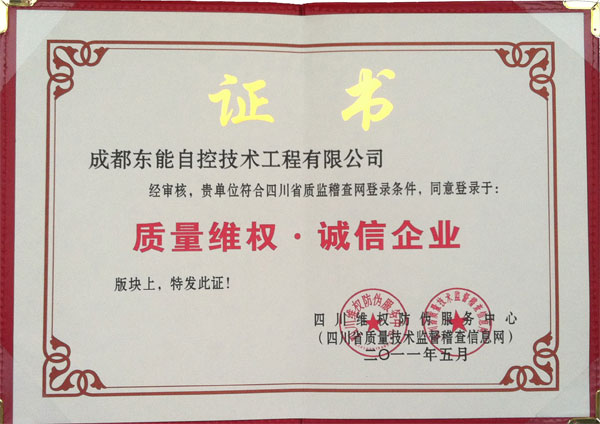 证书
成都东能自控技术工程有限公司
经审核，贵单位符合四川省质监稽查网登录条件，同意登录于：
质量维权·诚信企业
版块上，特发此证！
四川维权防伪服务中心
（四川省质量技术监督稽查信息网）
二〇一一年五月